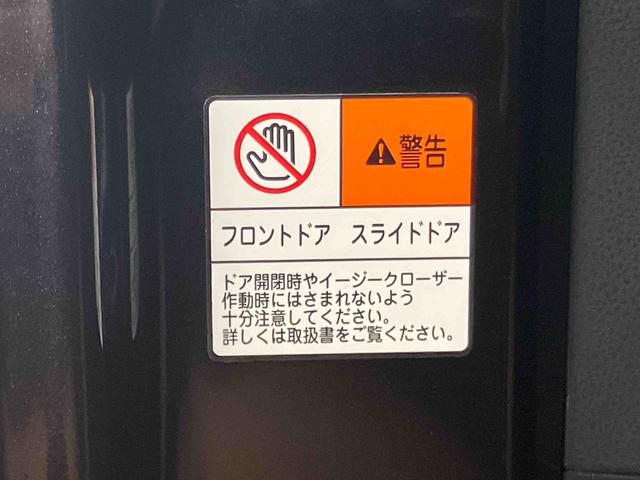 警告
フロントドア スライドドア
ドア開閉時やイージークローザー
作動時にはさまれないよう
十分注意してください。
詳しくは取扱書をご覧ください。